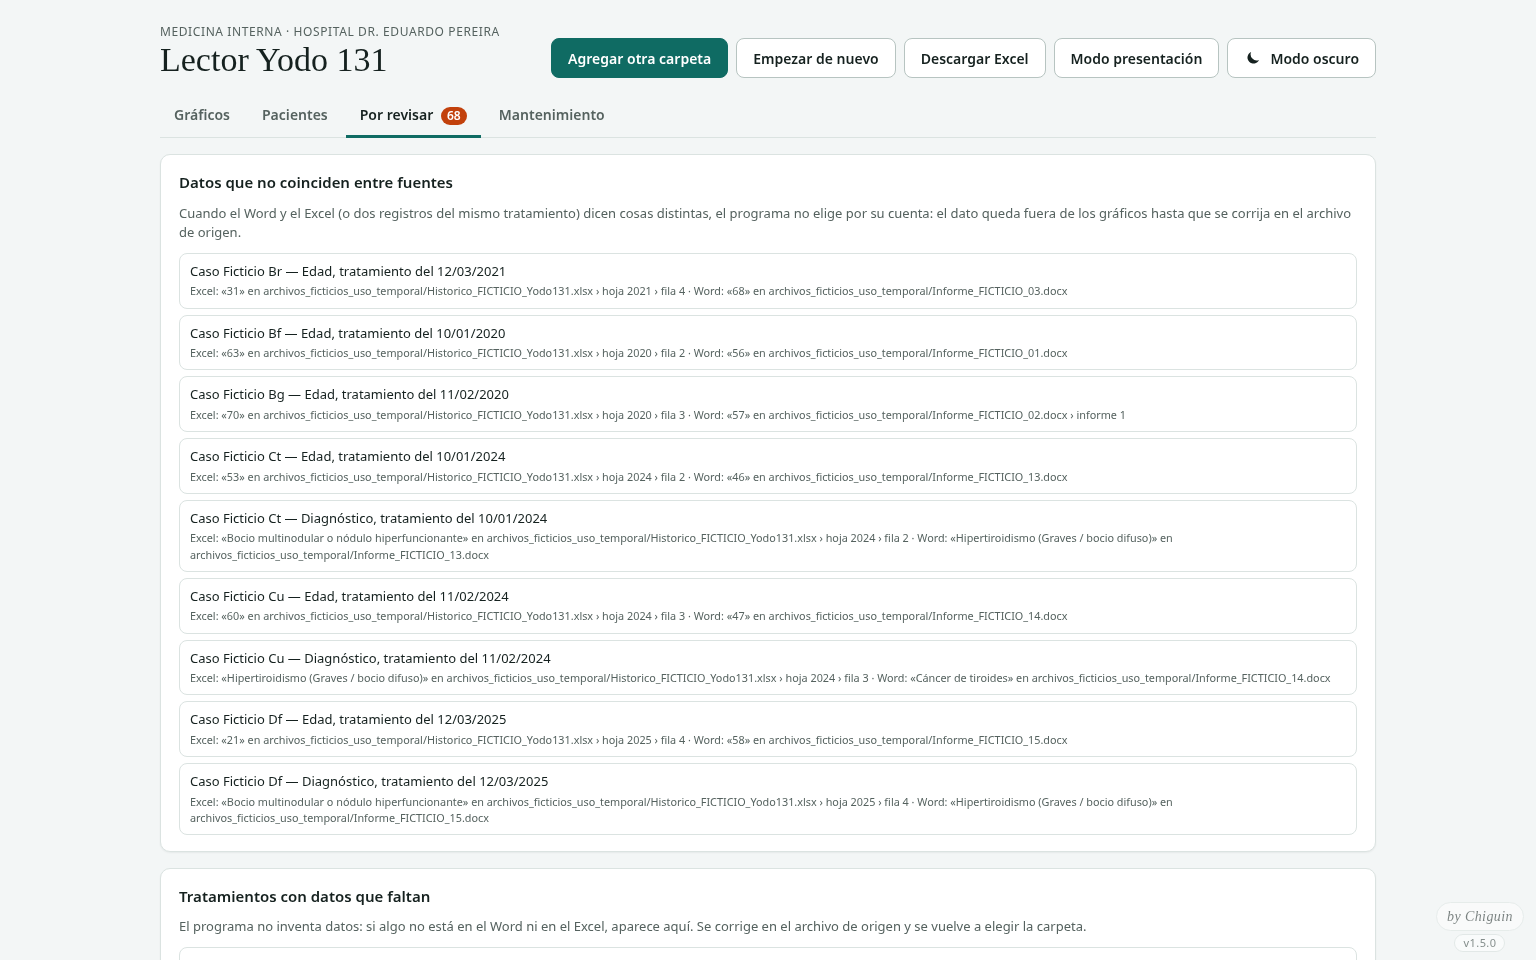 MEDICINA INTERNA · HOSPITAL DR. EDUARDO PEREIRA
Lector Yodo 131
Agregar otra carpeta
Empezar de nuevo
Descargar Excel
Modo presentación
Modo oscuro
Gráficos
Pacientes
Por revisar 68
Mantenimiento
Datos que no coinciden entre fuentes
Cuando el Word y el Excel (o dos registros del mismo tratamiento) dicen cosas distintas, el programa no elige por su cuenta: el dato queda fuera de los gráficos hasta que se corrija en el archivo
de origen.
Caso Ficticio Br — Edad, tratamiento del 12/03/2021
Excel: «31» en archivos_ficticios_uso_temporal/Historico_FICTICIO_Yodo131.xlsx › hoja 2021 › fila 4 · Word: «68» en archivos_ficticios_uso_temporal/Informe_FICTICIO_03.docx
Caso Ficticio Bf — Edad, tratamiento del 10/01/2020
Excel: «63» en archivos_ficticios_uso_temporal/Historico_FICTICIO_Yodo131.xlsx › hoja 2020 › fila 2 · Word: «56» en archivos_ficticios_uso_temporal/Informe_FICTICIO_01.docx
Caso Ficticio Bg — Edad, tratamiento del 11/02/2020
Excel: «70» en archivos_ficticios_uso_temporal/Historico_FICTICIO_Yodo131.xlsx › hoja 2020 › fila 3 · Word: «57» en archivos_ficticios_uso_temporal/Informe_FICTICIO_02.docx › informe 1
Caso Ficticio Ct — Edad, tratamiento del 10/01/2024
Excel: «53» en archivos_ficticios_uso_temporal/Historico_FICTICIO_Yodo131.xlsx › hoja 2024 › fila 2 · Word: «46» en archivos_ficticios_uso_temporal/Informe_FICTICIO_13.docx
Caso Ficticio Ct — Diagnóstico, tratamiento del 10/01/2024
Excel: «Bocio multinodular o nódulo hiperfuncionante» en archivos_ficticios_uso_temporal/Historico_FICTICIO_Yodo131.xlsx › hoja 2024 › fila 2 · Word: «Hipertiroidismo (Graves / bocio difuso)» en
archivos_ficticios_uso_temporal/Informe_FICTICIO_13.docx
Caso Ficticio Cu — Edad, tratamiento del 11/02/2024
Excel: «60» en archivos_ficticios_uso_temporal/Historico_FICTICIO_Yodo131.xlsx › hoja 2024 › fila 3 · Word: «47» en archivos_ficticios_uso_temporal/Informe_FICTICIO_14.docx
Caso Ficticio Cu — Diagnóstico, tratamiento del 11/02/2024
Excel: «Hipertiroidismo (Graves / bocio difuso)» en archivos_ficticios_uso_temporal/Historico_FICTICIO_Yodo131.xlsx › hoja 2024 › fila 3 · Word: «Cáncer de tiroides» en archivos_ficticios_uso_temporal/Informe_FICTICIO_14.docx
Caso Ficticio Df — Edad, tratamiento del 12/03/2025
Excel: «21» en archivos_ficticios_uso_temporal/Historico_FICTICIO_Yodo131.xlsx › hoja 2025 › fila 4 · Word: «58» en archivos_ficticios_uso_temporal/Informe_FICTICIO_15.docx
Caso Ficticio Df — Diagnóstico, tratamiento del 12/03/2025
Excel: «Bocio multinodular o nódulo hiperfuncionante» en archivos_ficticios_uso_temporal/Historico_FICTICIO_Yodo131.xlsx › hoja 2025 › fila 4 · Word: «Hipertiroidismo (Graves / bocio difuso)» en
archivos_ficticios_uso_temporal/Informe_FICTICIO_15.docx
Tratamientos con datos que faltan
El programa no inventa datos: si algo no está en el Word ni en el Excel, aparece aquí. Se corrige en el archivo de origen y se vuelve a elegir la carpeta.
by Chiguin
v1.5.0